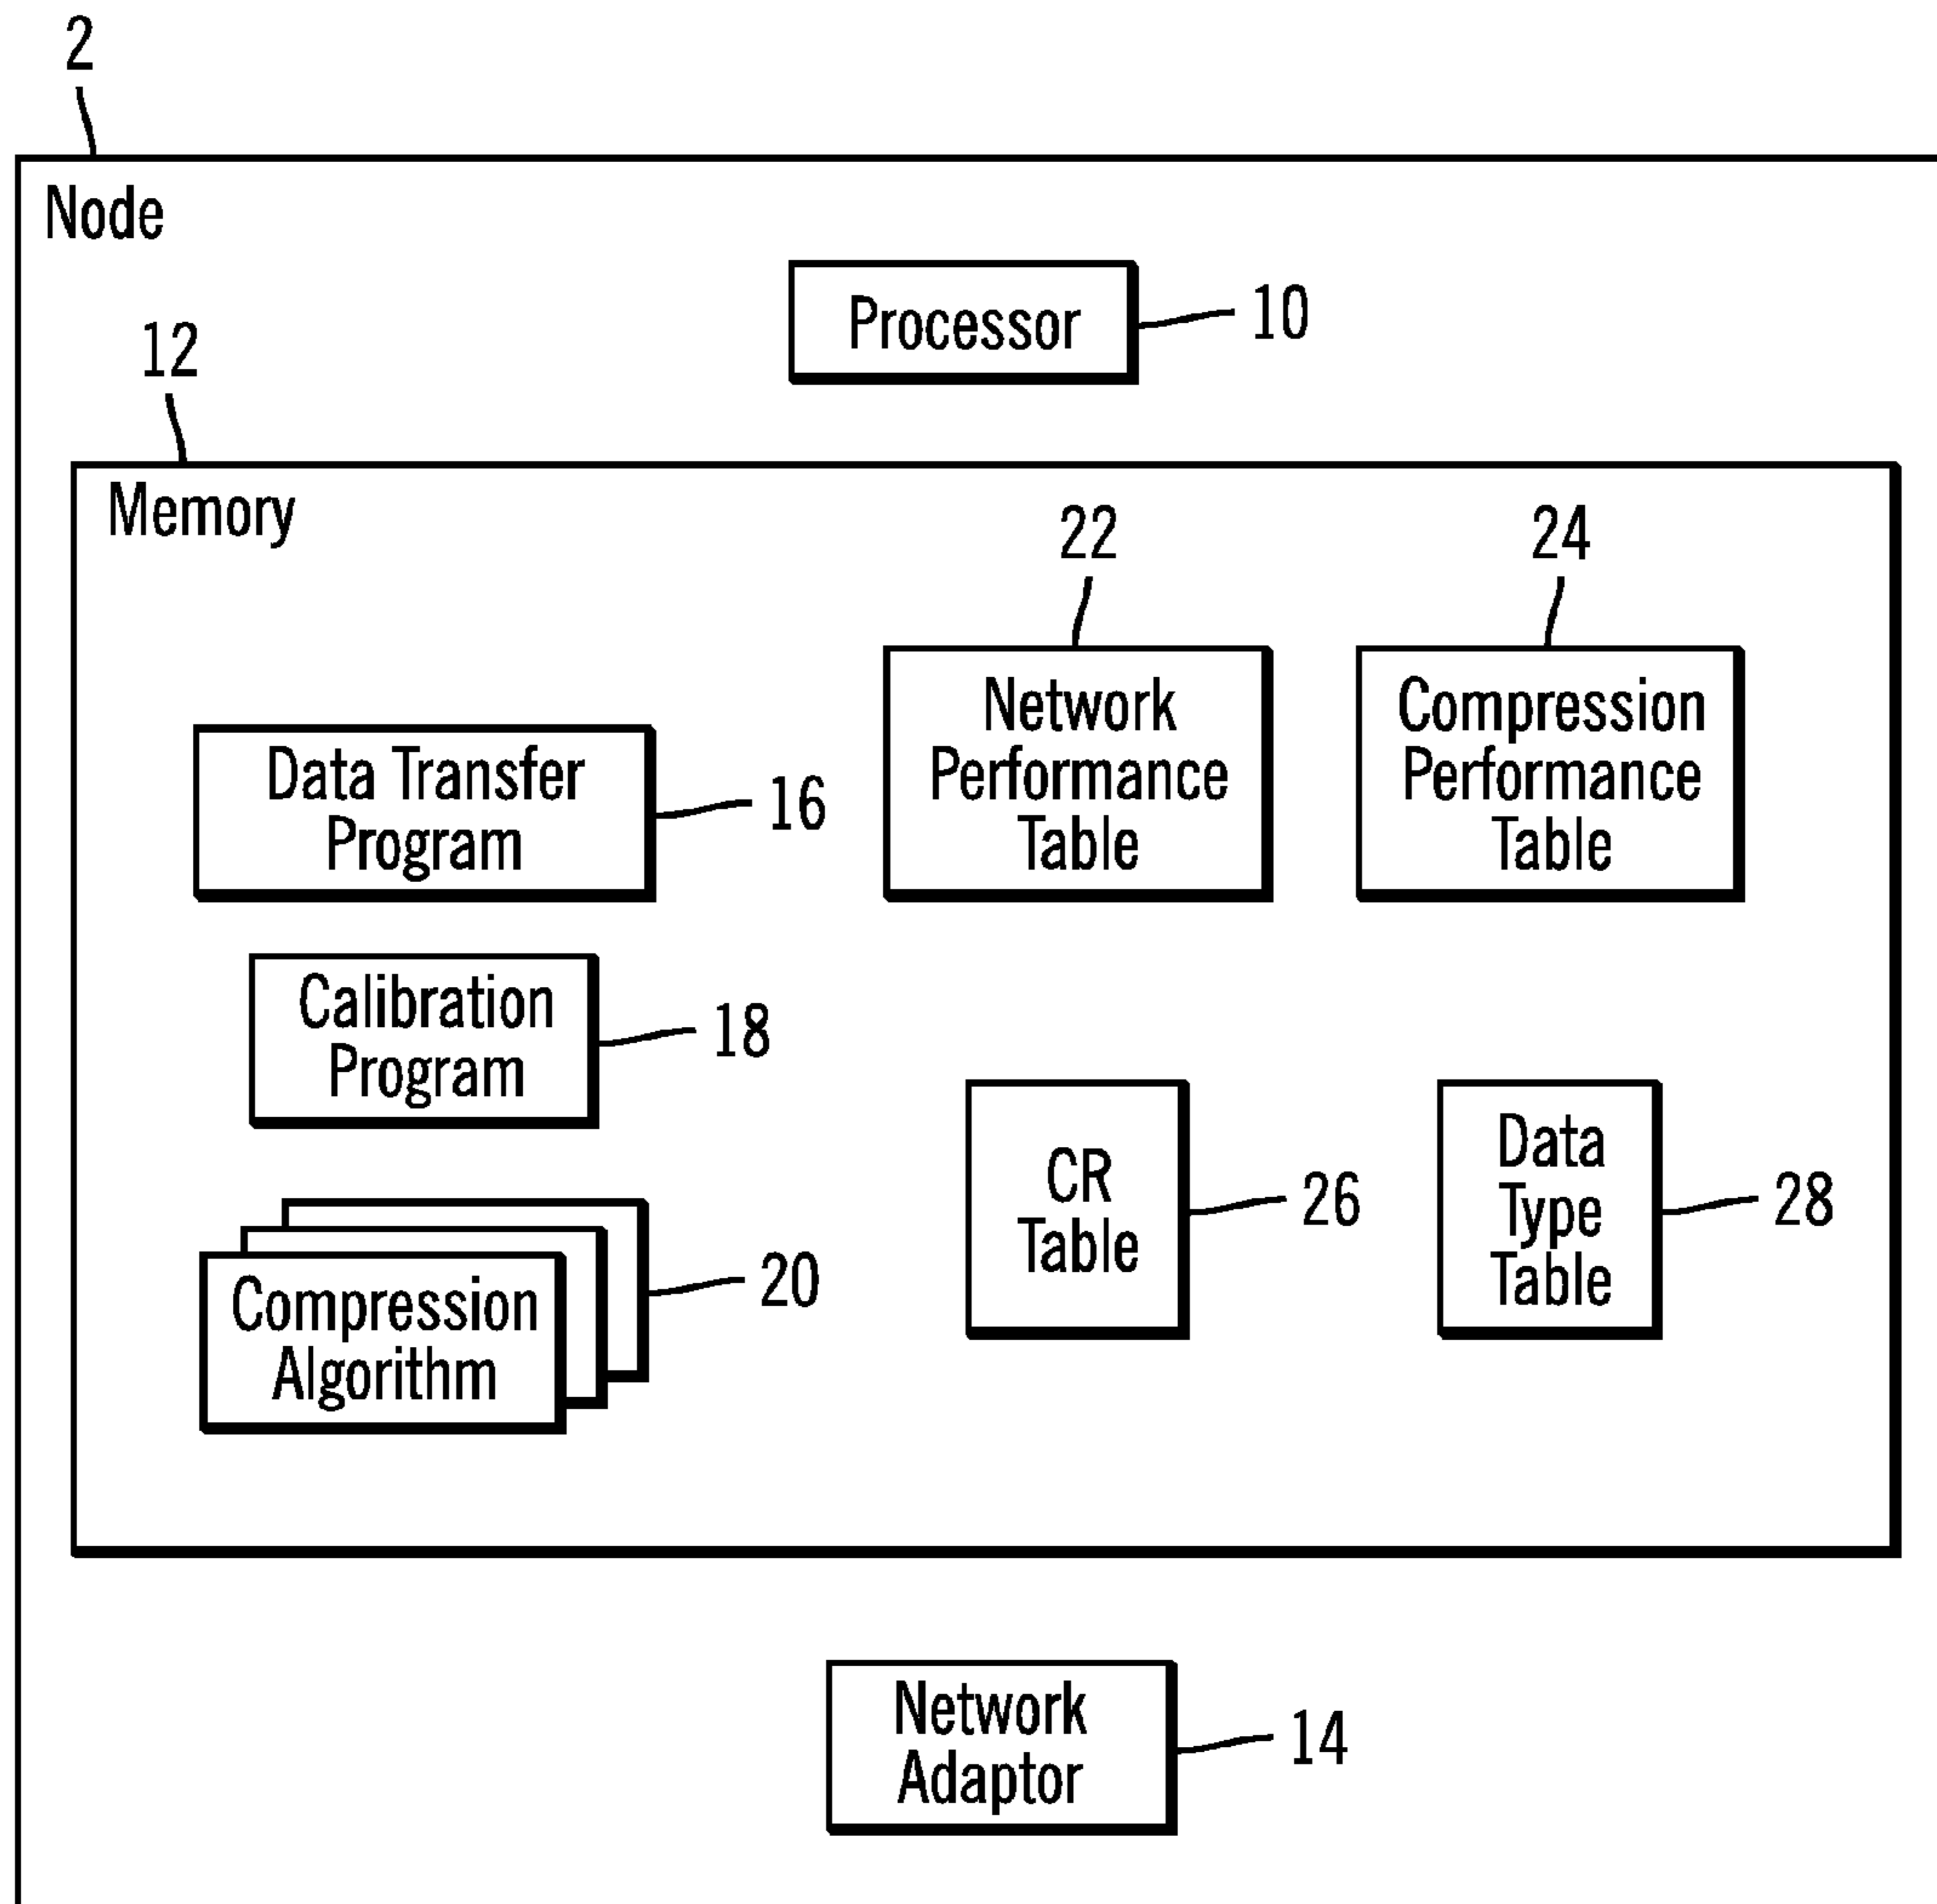 2
Node
Processor
10
12
Memory
22
24
Network
Performance
Table
Compression
Performance
Table
Data Transfer
Program
16
Calibration
Program
18
CR
Table
26
Data
Type
Table
28
Compression
Algorithm
20
Network
Adaptor
14